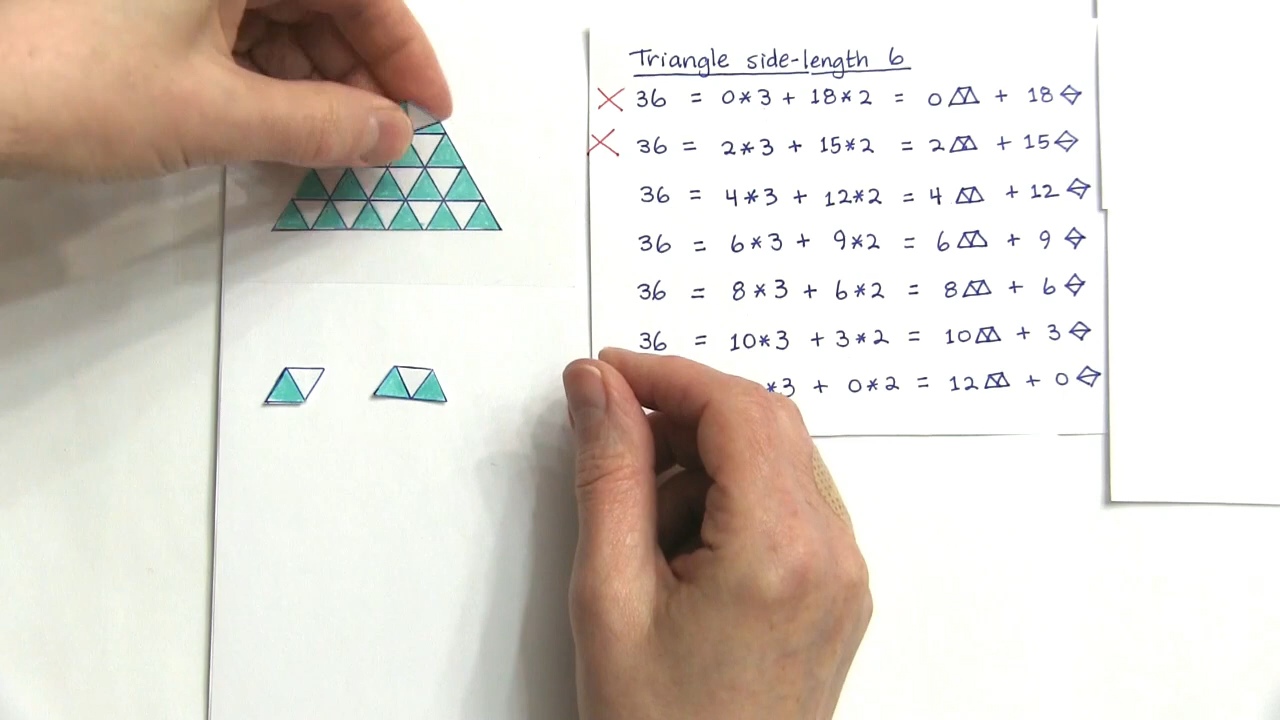 Triangle side-length 6
36 = 0*3 + 18*2 = 0 + 18
36 = 2*3 + 15*2 = 2 + 15
36 = 4*3 + 12*2 = 4 + 12
36 = 6*3 + 9*2 = 6 + 9
36 = 8*3 + 6*2 = 8 + 6
36 = 10*3 + 3*2 = 10 + 3
*3 + 0*2 = 12 + 0